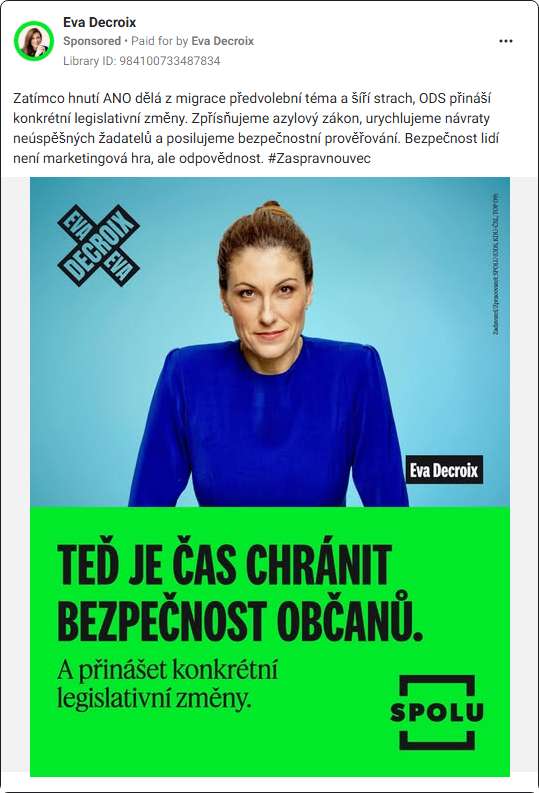 Eva Decroix
Sponsored • Paid for by Eva Decroix
Library ID: 984100733487834
Zatímco hnutí ANO dělá z migrace předvolební téma a šíří strach, ODS přináší
konkrétní legislativní změny. Zpřísňujeme azylový zákon, urychlujeme návraty
neúspěšných žadatelů a posilujeme bezpečnostní prověřování. Bezpečnost lidí
není marketingová hra, ale odpovědnost. #Zaspravnouvec
EVA
DECROIX
EVA
Zadavatel/Zpracovatel: SPOLU (ODS, KDU-ČSL, TOP 09)
Eva Decroix
TEĎ JE ČAS CHRÁNIT
BEZPEČNOST OBČANŮ.
A přinášet konkrétní
legislativní změny.
SPOLU